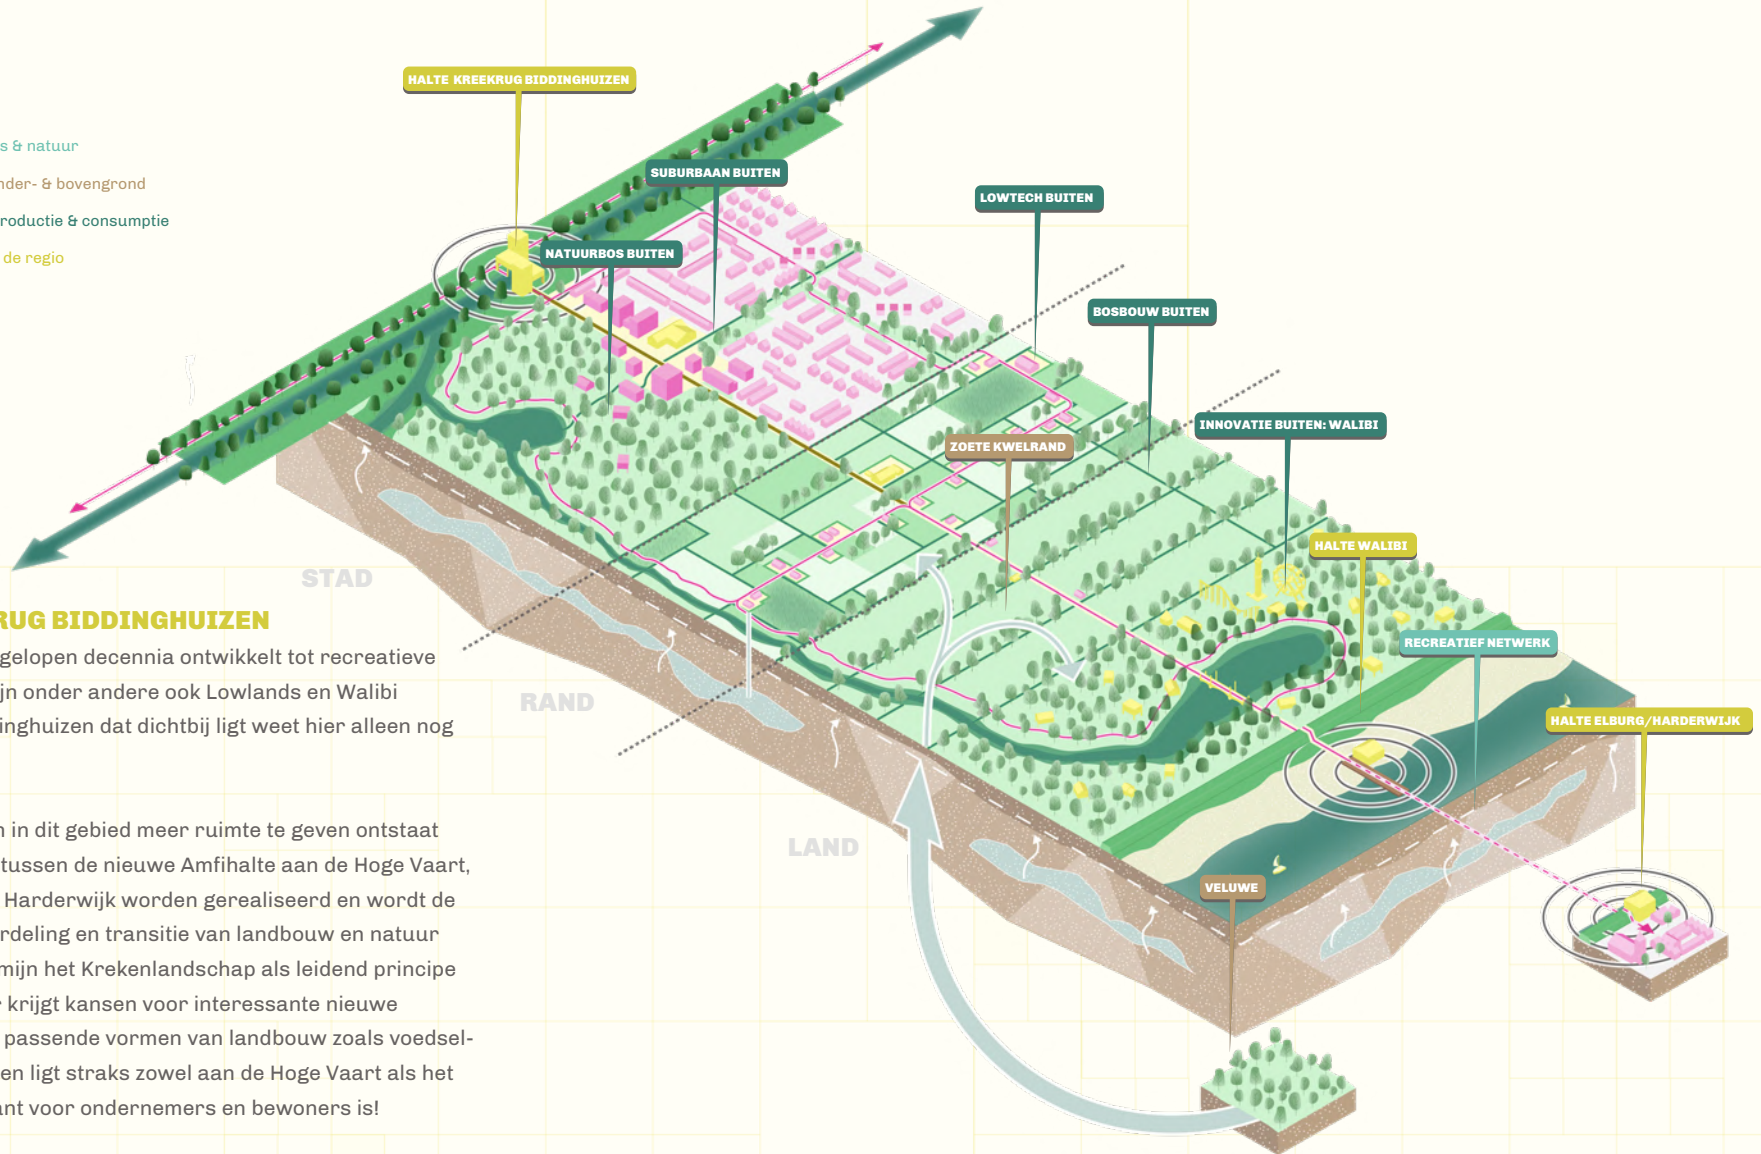 HALTE KREEKRUG BIDDINGHUIZEN
s & natuur
nder- & bovengrond
roductie & consumptie
de regio
SUBURBAAN BUITEN
NATUURBOS BUITEN
LOWTECH BUITEN
BOSBOUW BUITEN
INNOVATIE BUITEN: WALIBI
ZOETE KWELRAND
HALTE WALIBI
RECREATIEF NETWERK
HALTE ELBURG/HARDERWIJK
VELUWE
STAD
RAND
LAND
RUG BIDDINGHUIZEN
gelopen decennia ontwikkelt tot recreatieve
ijn onder andere ook Lowlands en Walibi
inghuizen dat dichtbij ligt weet hier alleen nog
n in dit gebied meer ruimte te geven ontstaat
tussen de nieuwe Amfihalte aan de Hoge Vaart,
Harderwijk worden gerealiseerd en wordt de
rdeling en transitie van landbouw en natuur
mijn het Krekenlandschap als leidend principe
r krijgt kansen voor interessante nieuwe
passende vormen van landbouw zoals voedsel-
en ligt straks zowel aan de Hoge Vaart als het
ant voor ondernemers en bewoners is!